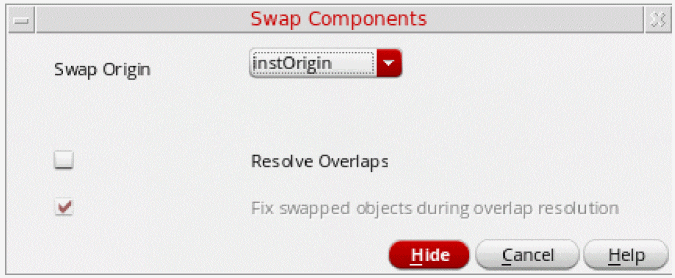 Swap Components
Swap Origin instOrigin
Resolve Overlaps
Fix swapped objects during overlap resolution
Hide Cancel Help